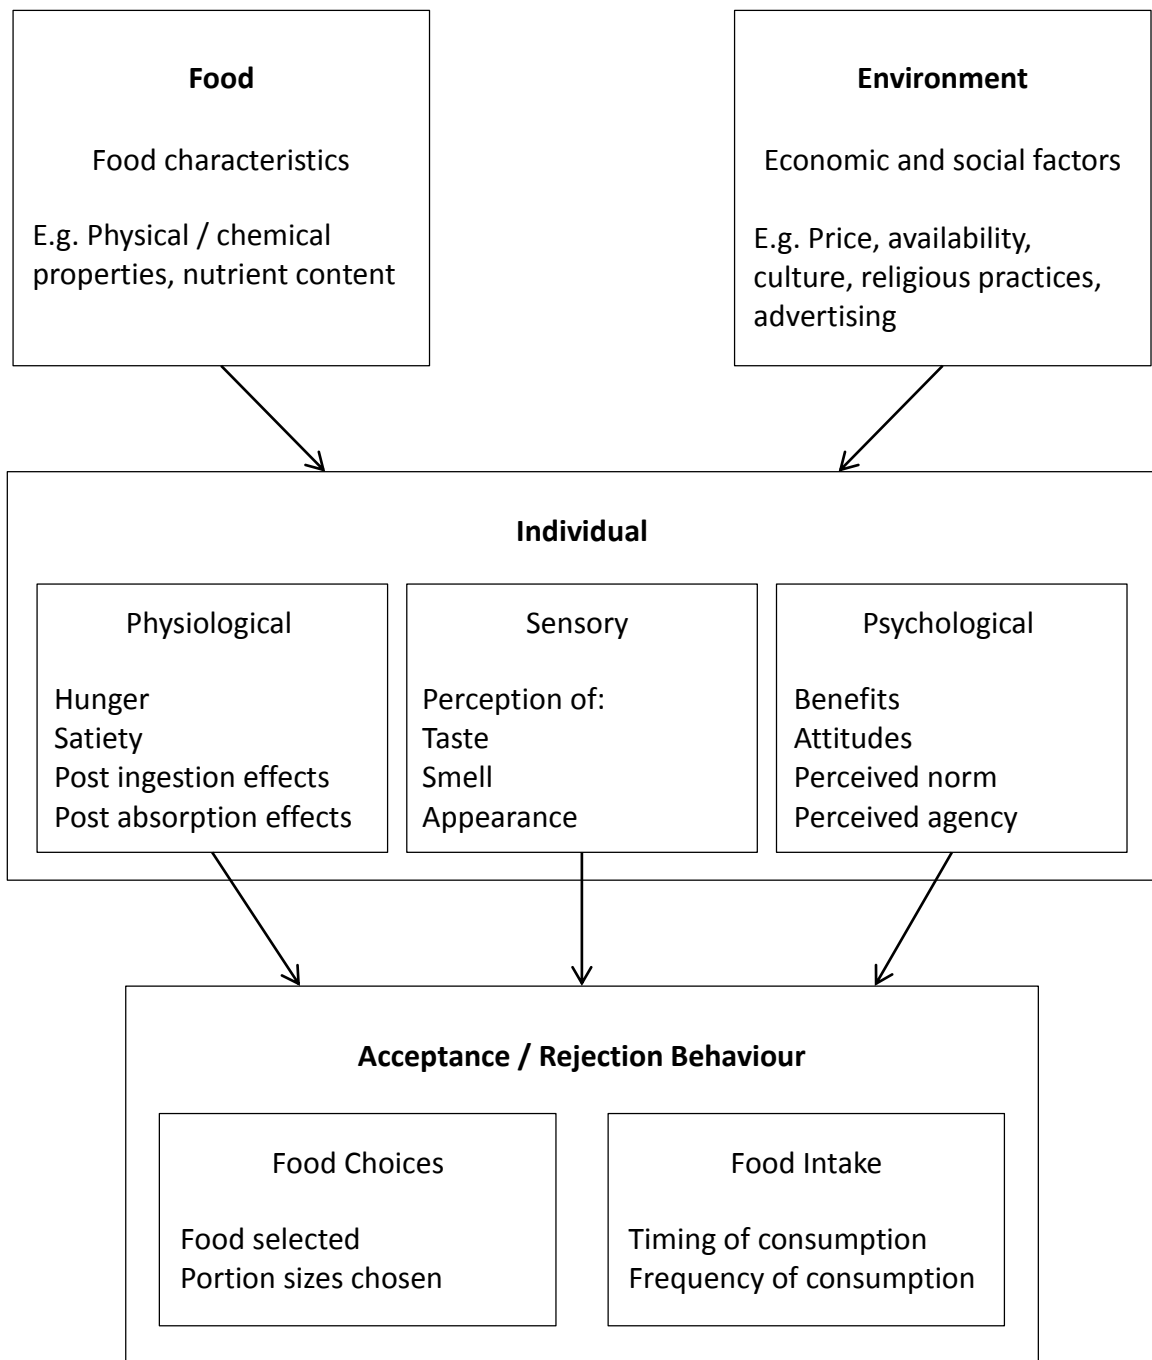 Food
Food characteristics
E.g. Physical / chemical
properties, nutrient content
Environment
Economic and social factors
E.g. Price, availability,
culture, religious practices,
advertising
Individual
Physiological
Hunger
Satiety
Post ingestion effects
Post absorption effects
Sensory
Perception of:
Taste
Smell
Appearance
Psychological
Benefits
Attitudes
Perceived norm
Perceived agency
Acceptance / Rejection Behaviour
Food Choices
Food selected
Portion sizes chosen
Food Intake
Timing of consumption
Frequency of consumption